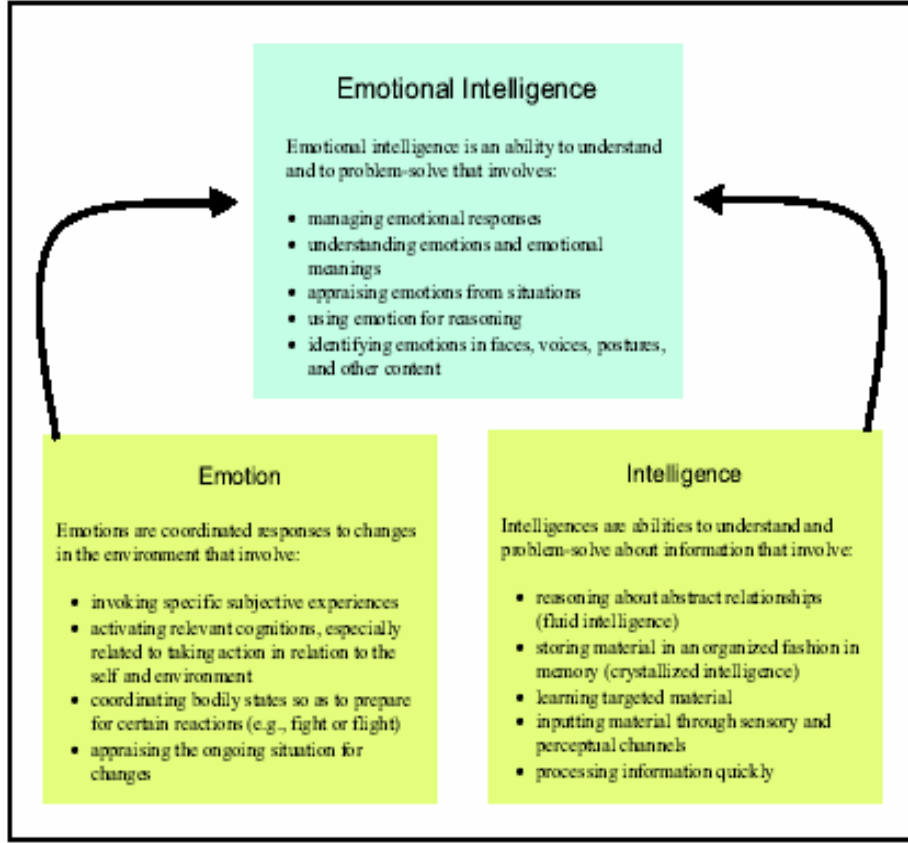 Emotional Intelligence
Emotional intelligence is an ability to understand
and to problem-solve that involves:
• managing emotional responses
• understanding emotions and emotional
meanings
• appraising emotions from situations
• using emotion for reasoning
• identifying emotions in faces, voices, postures,
and other content
Emotion
Emotions are coordinated responses to changes
in the environment that involve:
• invoking specific subjective experiences
• activating relevant cognitions, especially
related to taking action in relation to the
self and environment
• coordinating bodily states so as to prepare
for certain reactions (e.g., fight or flight)
• appraising the ongoing situation for
changes
Intelligence
Intelligences are abilities to understand and
problem-solve about information that involve:
• reasoning about abstract relationships
(fluid intelligence)
• storing material in an organized fashion in
memory (crystallized intelligence)
• learning targeted material
• inputting material through sensory and
perceptual channels
• processing information quickly